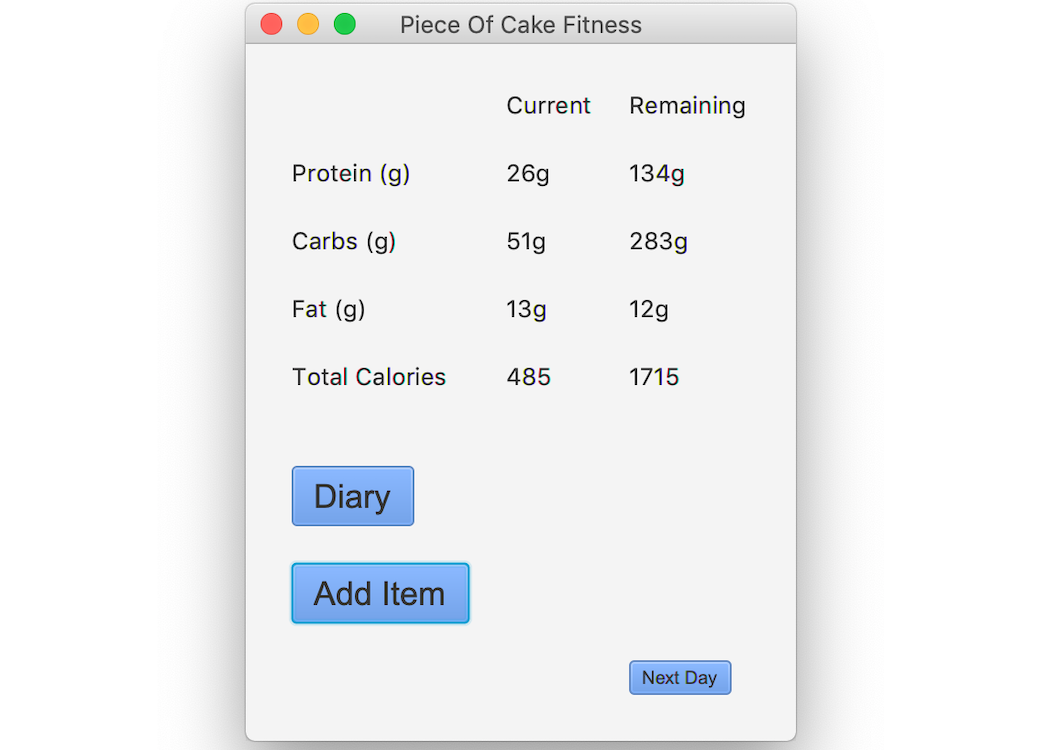 Piece Of Cake Fitness
Current Remaining
Protein (g) 26g 134g
Carbs (g) 51g 283g
Fat (g) 13g 12g
Total Calories 485 1715
Diary
Add Item
Next Day